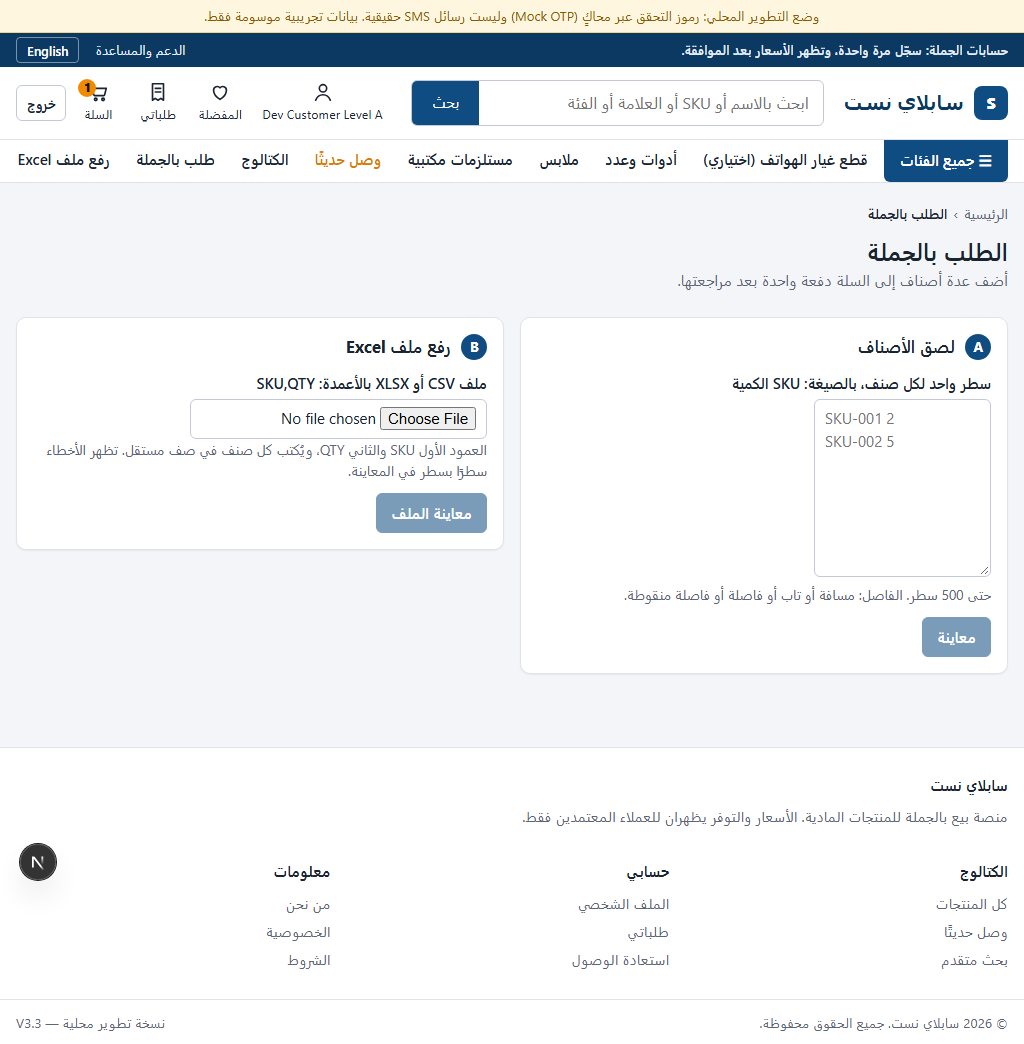 وضع التطوير المحلي: رموز التحقق عبر محاكٍ (Mock OTP) وليست رسائل SMS حقيقية. بيانات تجريبية موسومة فقط.
حسابات الجملة: سجّل مرة واحدة، وتظهر الأسعار بعد الموافقة.
الدعم والمساعدة
English
S
سابلاي نست
ابحث بالاسم أو SKU أو العلامة أو الفئة
بحث
Dev Customer Level A
المفضلة
طلباتي
1
السلة
خروج
☰ جميع الفئات
قطع غيار الهواتف (اختياري)
أدوات وعدد
ملابس
مستلزمات مكتبية
وصل حديثًا
الكتالوج
طلب بالجملة
رفع ملف Excel
الرئيسية › الطلب بالجملة
الطلب بالجملة
أضف عدة أصناف إلى السلة دفعة واحدة بعد مراجعتها.
A لصق الأصناف
سطر واحد لكل صنف، بالصيغة: SKU الكمية
SKU-001 2
SKU-002 5
حتى 500 سطر. الفاصل: مسافة أو تاب أو فاصلة أو فاصلة منقوطة.
معاينة
B رفع ملف Excel
ملف CSV أو XLSX بالأعمدة: SKU,QTY
Choose File No file chosen
العمود الأول SKU والثاني QTY، ويُكتب كل صنف في صف مستقل. تظهر الأخطاء
سطرًا بسطر في المعاينة.
معاينة الملف
سابلاي نست
منصة بيع بالجملة للمنتجات المادية. الأسعار والتوفر يظهران للعملاء المعتمدين فقط.
الكتالوج
كل المنتجات
وصل حديثًا
بحث متقدم
حسابي
الملف الشخصي
طلباتي
استعادة الوصول
معلومات
من نحن
الخصوصية
الشروط
N
© 2026 سابلاي نست. جميع الحقوق محفوظة.
نسخة تطوير محلية — V3.3